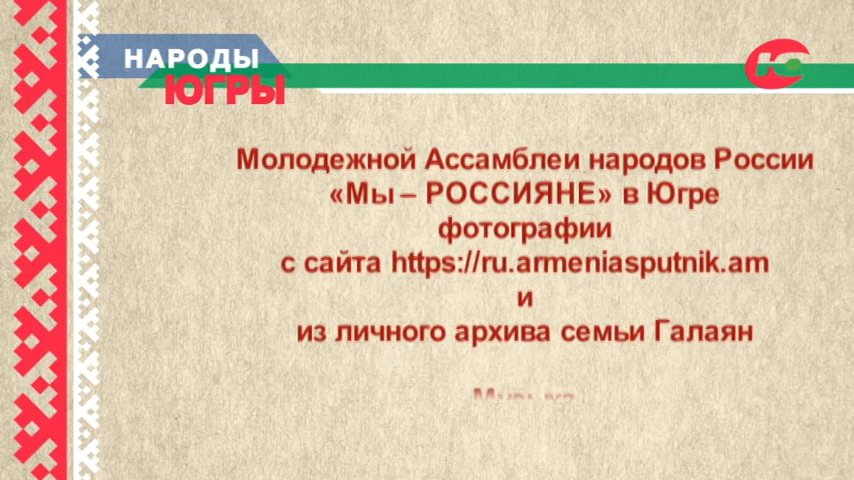 НАРОДЫ
ЮГРЫ
Молодежной Ассамблеи народов России
«Мы – РОССИЯНЕ» в Югре
фотографии
с сайта https://ru.armeniasputnik.am
и
из личного архива семьи Галаян